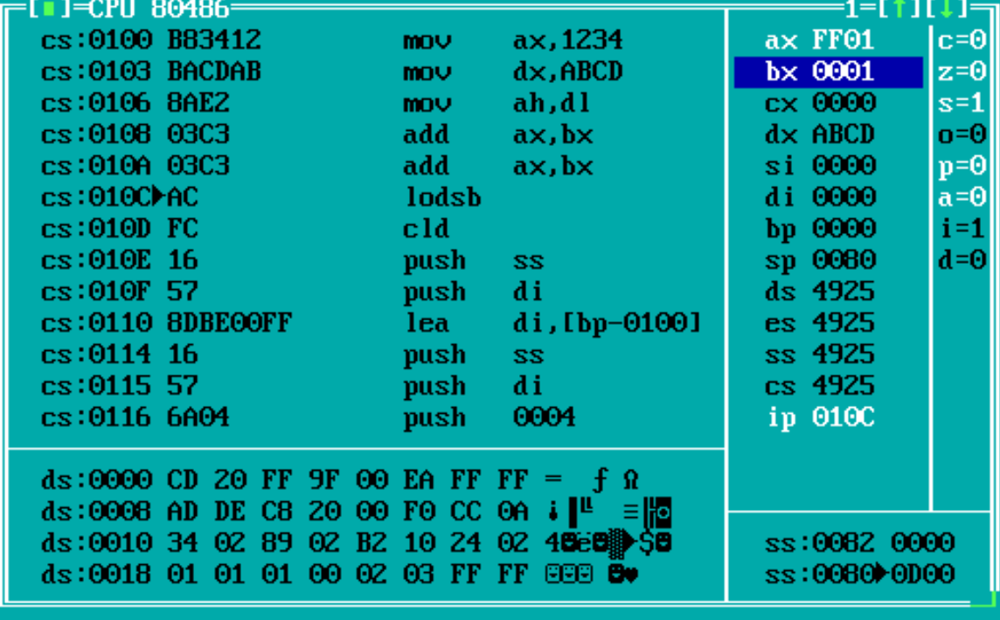 [■]=CPU 80486 1=[↑][↓]
cs:0100 B83412 mov ax,1234
cs:0103 BACDAB mov dx,ABCD
cs:0106 8AE2 mov ah,dl
cs:0108 03C3 add ax,bx
cs:010A 03C3 add ax,bx
cs:010C►AC lodsb
cs:010D FC cld
cs:010E 16 push ss
cs:010F 57 push di
cs:0110 8DBE00FF lea di,[bp-0100]
cs:0114 16 push ss
cs:0115 57 push di
cs:0116 6A04 push 0004
ax FF01
bx 0001
cx 0000
dx ABCD
si 0000
di 0000
bp 0000
sp 0080
ds 4925
es 4925
ss 4925
cs 4925
ip 010C
c=0
z=0
s=1
o=0
p=0
a=0
i=1
d=0
ds:0000 CD 20 FF 9F 00 EA FF FF = ƒ Ω
ds:0008 AD DE C8 20 00 F0 CC 0A ¡▐╚ ≡╠◙
ds:0010 34 02 89 02 B2 10 24 02 4☻ë☻▓►$☻
ds:0018 01 01 01 00 02 03 FF FF ☺☺☺ ☻♥
ss:0082 0000
ss:0080►0D00